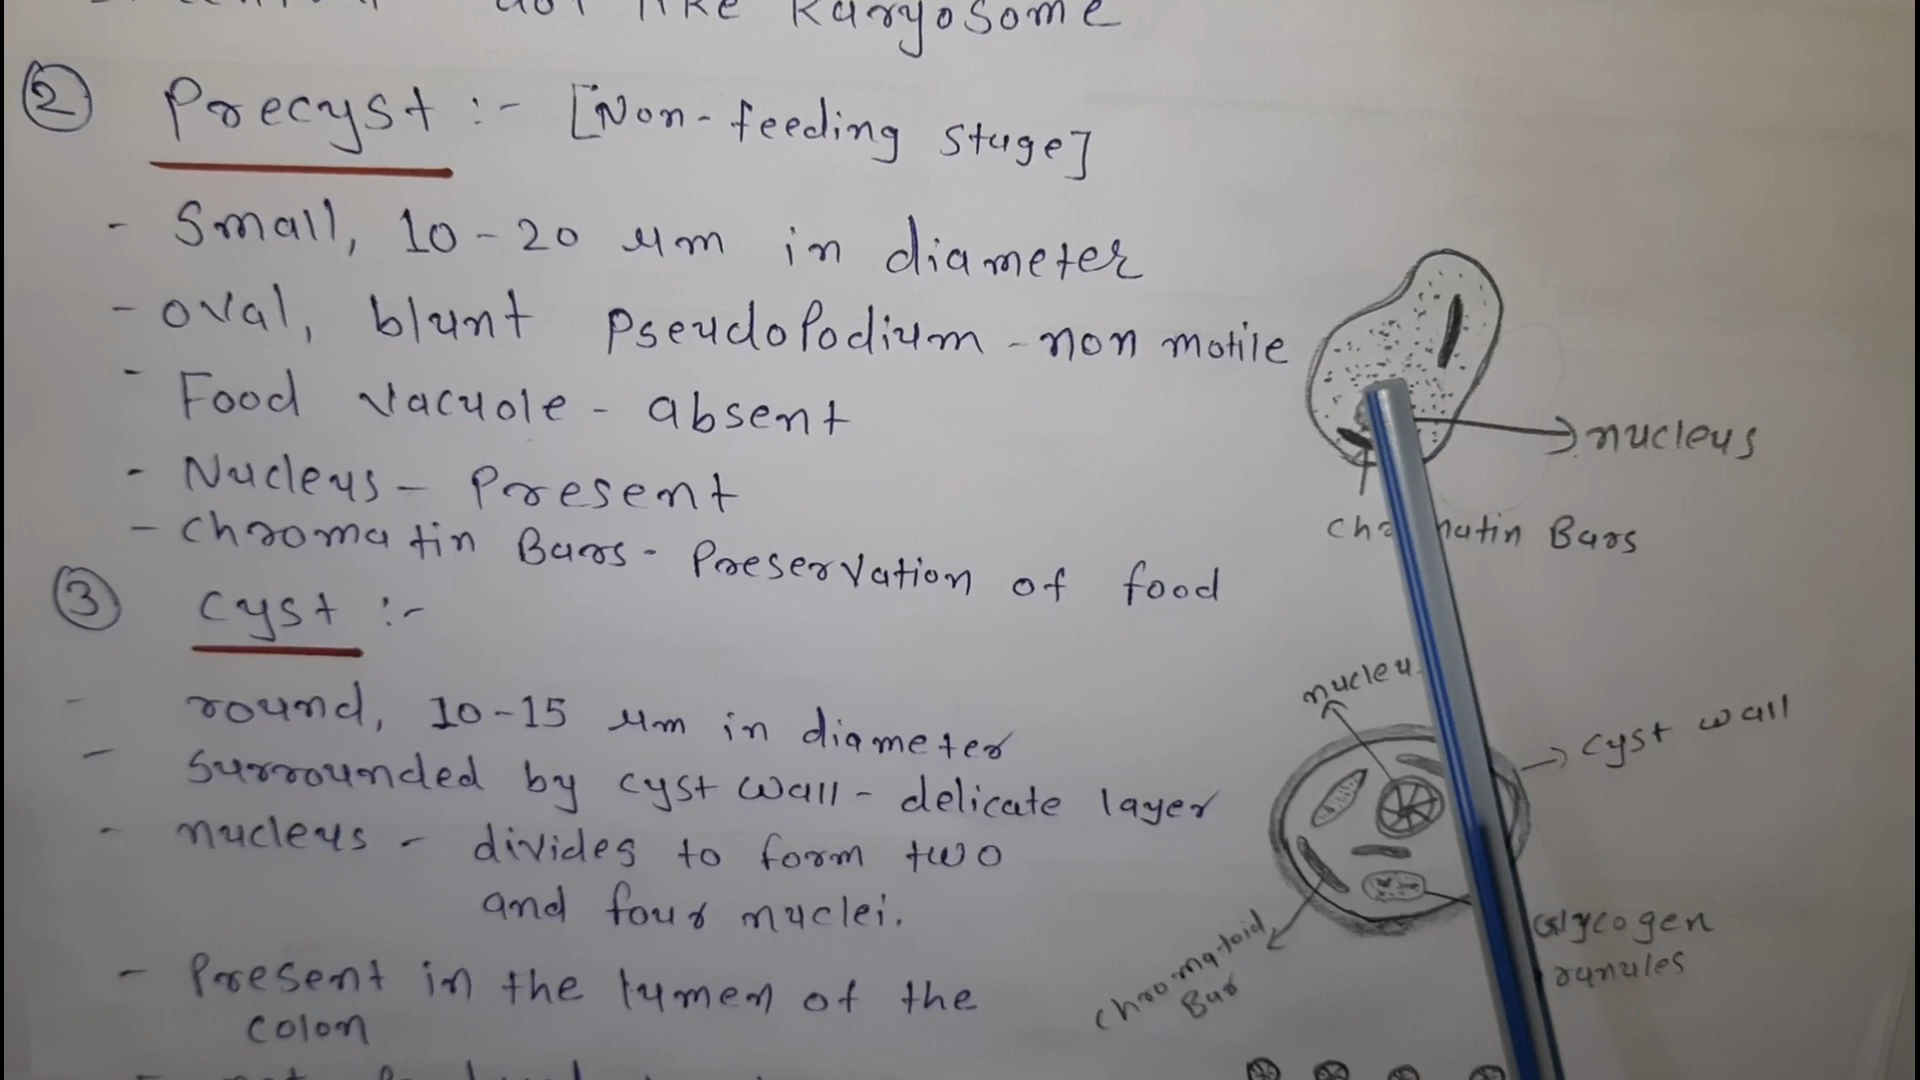 dot like Karyosome
② Precyst :- [Non-feeding stage]
- Small, 10-20 µm in diameter
- oval, blunt Pseudopodium - non motile
- Food vacuole - absent
- Nucleus - Present
- chromatin Bars - Preservation of food
nucleus
Bars
③ cyst :-
- round, 10-15 µm in diameter
- Surrounded by cyst wall - delicate layer
- nucleus - divides to form two
and four nuclei.
- Present in the lumen of the
colon
cyst wall
Glycogen
chromatoid
Bar